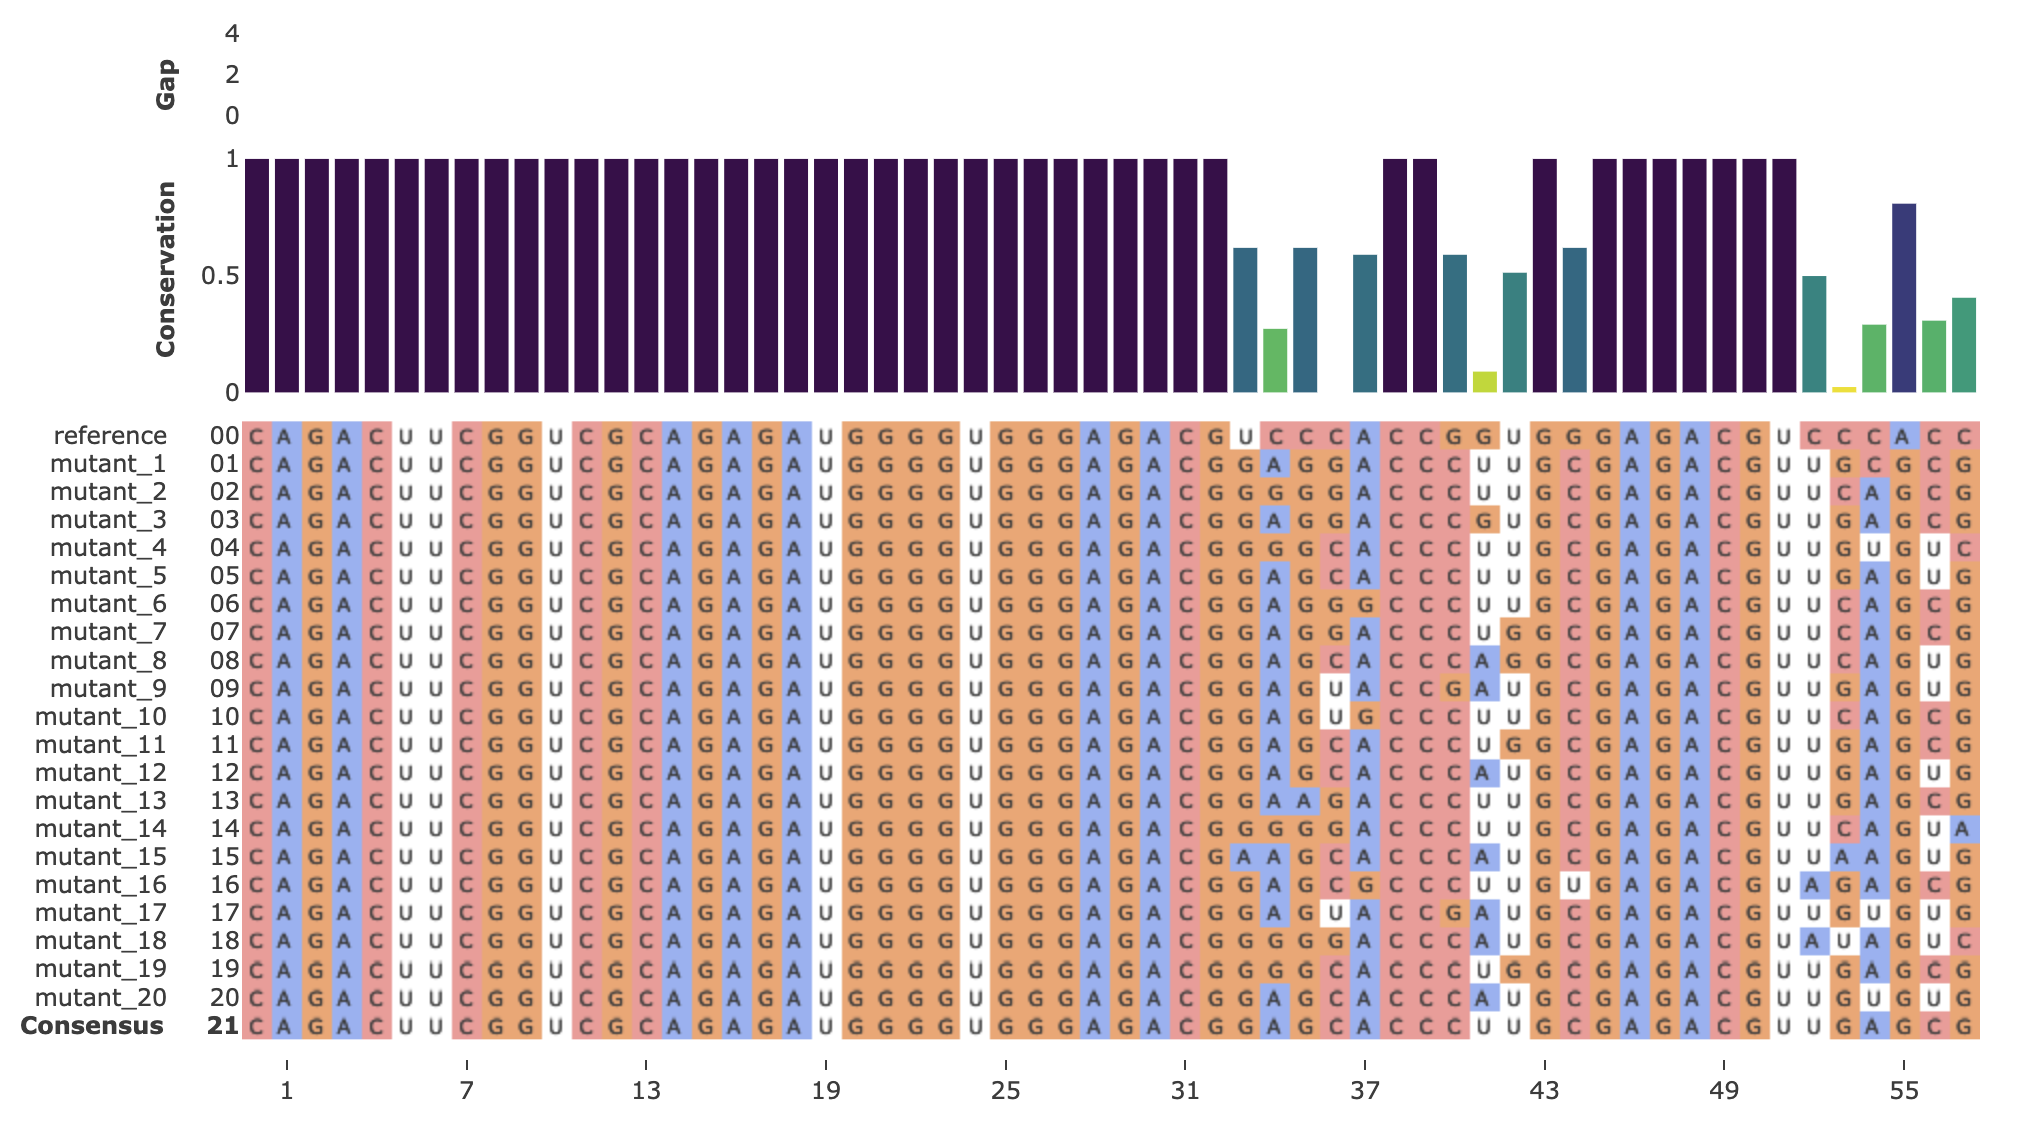 4
2
0
Gap
1
0.5
0
Conservation
reference 00 C A G A C U U C G G U C G C A G A G A U G G G G U G G G A G A C G U C C C A C C G G U G G G A G A C G U C C C A C C
mutant_1 01 C A G A C U U C G G U C G C A G A G A U G G G G U G G G A G A C G G A G G A C C C U U G C G A G A C G U U G C G C G
mutant_2 02 C A G A C U U C G G U C G C A G A G A U G G G G U G G G A G A C G G G G G A C C C U U G C G A G A C G U U C A G C G
mutant_3 03 C A G A C U U C G G U C G C A G A G A U G G G G U G G G A G A C G G A G G A C C C G U G C G A G A C G U U G A G C G
mutant_4 04 C A G A C U U C G G U C G C A G A G A U G G G G U G G G A G A C G G G G C A C C C U U G C G A G A C G U U G U G U C
mutant_5 05 C A G A C U U C G G U C G C A G A G A U G G G G U G G G A G A C G G A G C A C C C U U G C G A G A C G U U G A G U G
mutant_6 06 C A G A C U U C G G U C G C A G A G A U G G G G U G G G A G A C G G A G G G C C C U U G C G A G A C G U U C A G C G
mutant_7 07 C A G A C U U C G G U C G C A G A G A U G G G G U G G G A G A C G G A G G A C C C U G G C G A G A C G U U C A G C G
mutant_8 08 C A G A C U U C G G U C G C A G A G A U G G G G U G G G A G A C G G A G C A C C C A G G C G A G A C G U U C A G U G
mutant_9 09 C A G A C U U C G G U C G C A G A G A U G G G G U G G G A G A C G G A G U A C C G A U G C G A G A C G U U G A G U G
mutant_10 10 C A G A C U U C G G U C G C A G A G A U G G G G U G G G A G A C G G A G U G C C C U U G C G A G A C G U U C A G C G
mutant_11 11 C A G A C U U C G G U C G C A G A G A U G G G G U G G G A G A C G G A G C A C C C U G G C G A G A C G U U G A G C G
mutant_12 12 C A G A C U U C G G U C G C A G A G A U G G G G U G G G A G A C G G A G C A C C C A U G C G A G A C G U U G A G U G
mutant_13 13 C A G A C U U C G G U C G C A G A G A U G G G G U G G G A G A C G G A A G A C C C U U G C G A G A C G U U G A G C G
mutant_14 14 C A G A C U U C G G U C G C A G A G A U G G G G U G G G A G A C G G G G G A C C C U U G C G A G A C G U U C A G U A
mutant_15 15 C A G A C U U C G G U C G C A G A G A U G G G G U G G G A G A C G A A G C A C C C A U G C G A G A C G U U A A G U G
mutant_16 16 C A G A C U U C G G U C G C A G A G A U G G G G U G G G A G A C G G A G C G C C C U U G U G A G A C G U A G A G C G
mutant_17 17 C A G A C U U C G G U C G C A G A G A U G G G G U G G G A G A C G G A G U A C C G A U G C G A G A C G U U G U G U G
mutant_18 18 C A G A C U U C G G U C G C A G A G A U G G G G U G G G A G A C G G G G G A C C C A U G C G A G A C G U A U A G U C
mutant_19 19 C A G A C U U C G G U C G C A G A G A U G G G G U G G G A G A C G G G G C A C C C U G G C G A G A C G U U G A G C G
mutant_20 20 C A G A C U U C G G U C G C A G A G A U G G G G U G G G A G A C G G A G C A C C C A U G C G A G A C G U U G U G U G
Consensus 21 C A G A C U U C G G U C G C A G A G A U G G G G U G G G A G A C G G A G C A C C C U U G C G A G A C G U U G A G C G
1 7 13 19 25 31 37 43 49 55